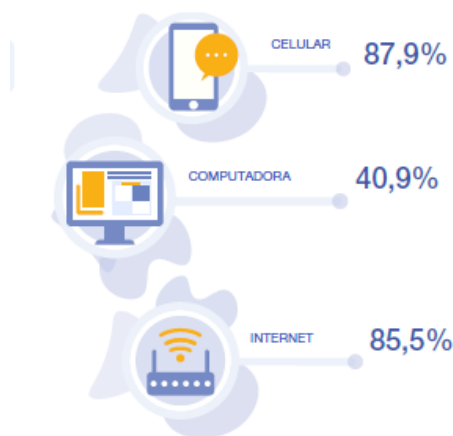 CELULAR 87,9%
COMPUTADORA 40,9%
INTERNET 85,5%